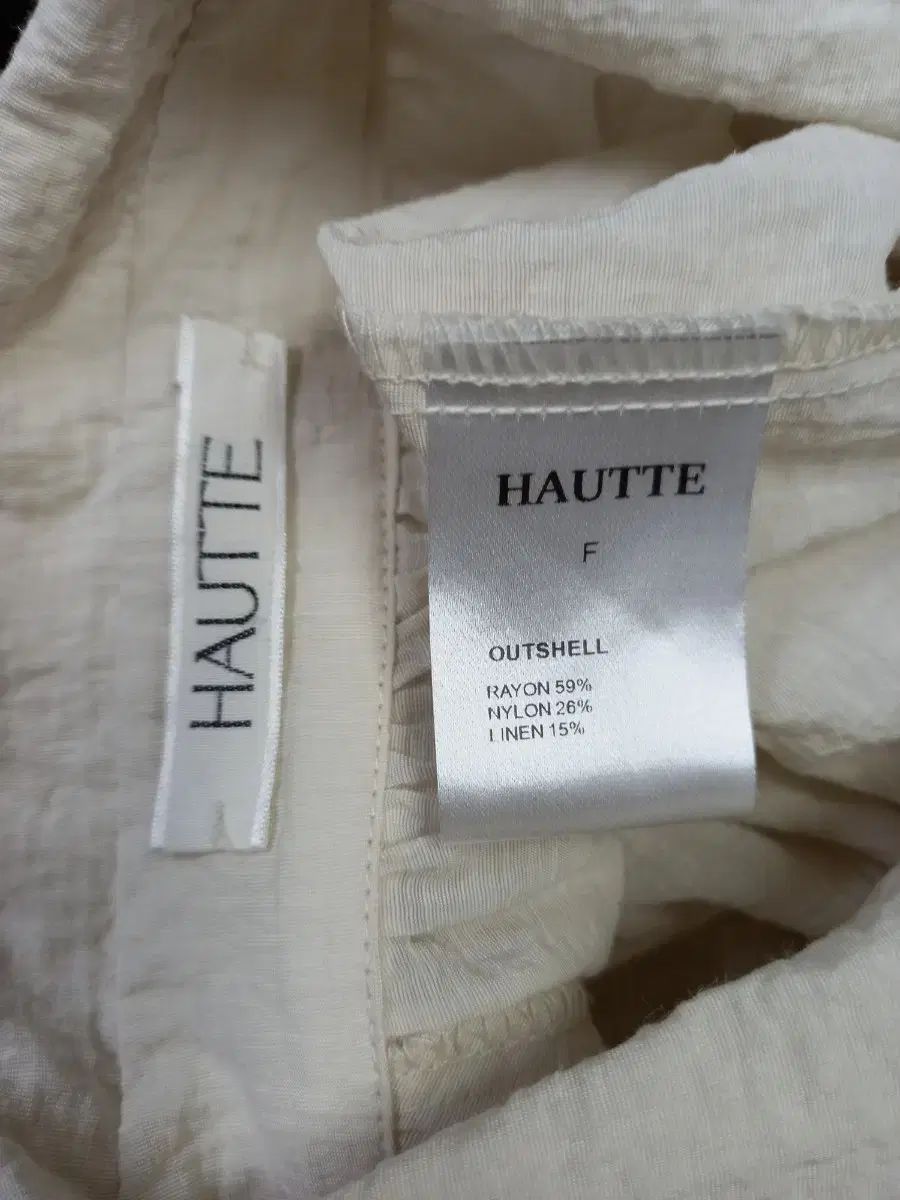 HAUTTE
HAUTTE
F
OUTSHELL
RAYON 59%
NYLON 26%
LINEN 15%